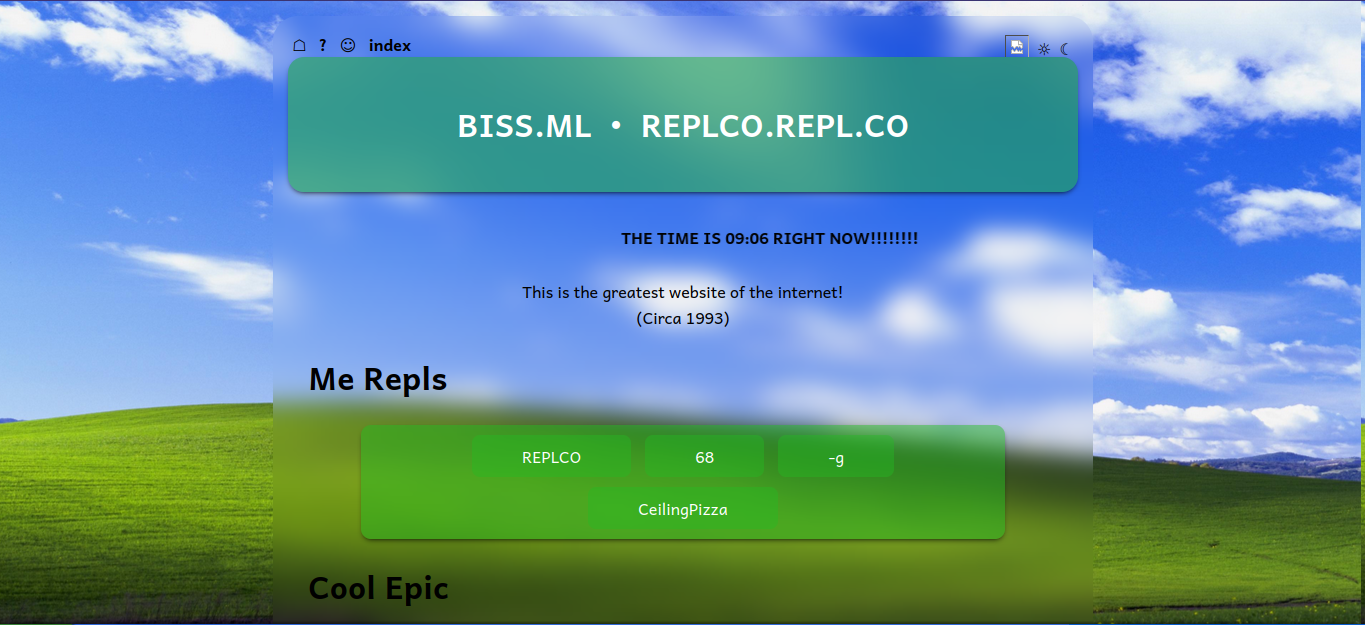 ☖ ? ☺ index ☼ ☾
BISS.ML • REPLCO.REPL.CO
THE TIME IS 09:06 RIGHT NOW!!!!!!!!
This is the greatest website of the internet!
(Circa 1993)
Me Repls
REPLCO 68 -g
CeilingPizza
Cool Epic